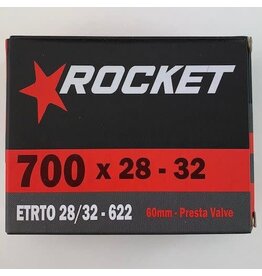 ROCKET
700 x 28 - 32
ETRTO 28/32 - 622
60mm - Presta Valve